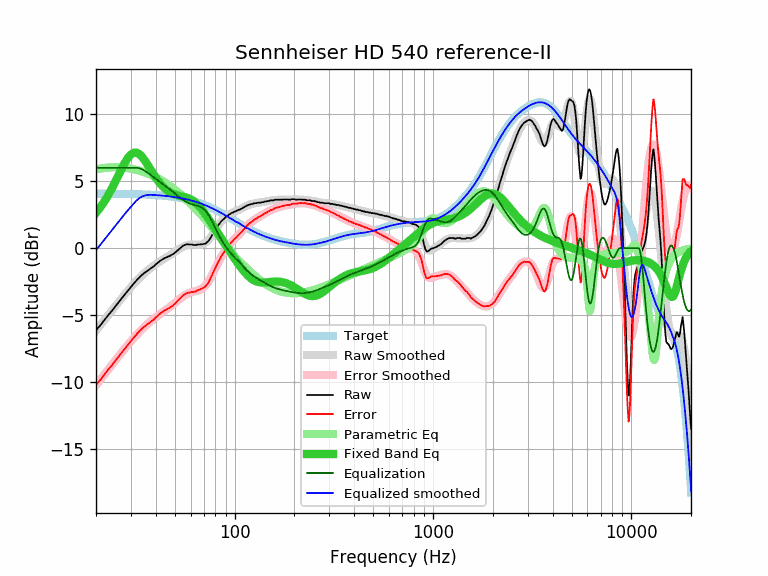 Sennheiser HD 540 reference-II
Amplitude (dBr)
10
5
0
−5
−10
−15
Target
Raw Smoothed
Error Smoothed
Raw
Error
Parametric Eq
Fixed Band Eq
Equalization
Equalized smoothed
100
1000
10000
Frequency (Hz)